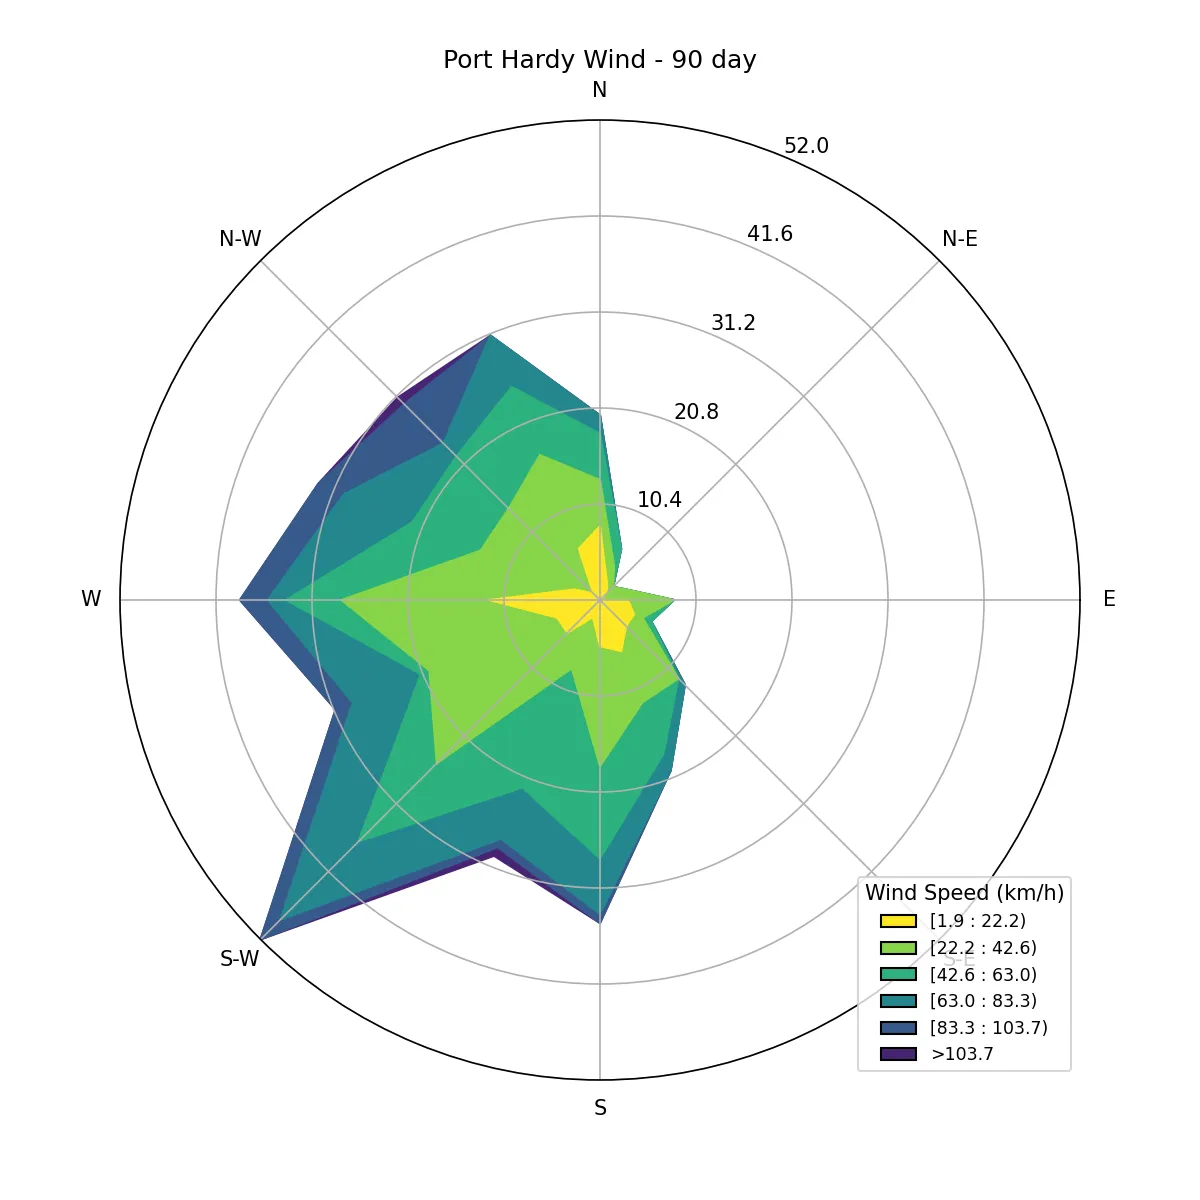 Port Hardy Wind - 90 day
N
52.0
N-W
41.6
N-E
31.2
20.8
10.4
W
E
Wind Speed (km/h)
[1.9 : 22.2)
[22.2 : 42.6)
S-W
S-E
[42.6 : 63.0)
[63.0 : 83.3)
[83.3 : 103.7)
>103.7
S